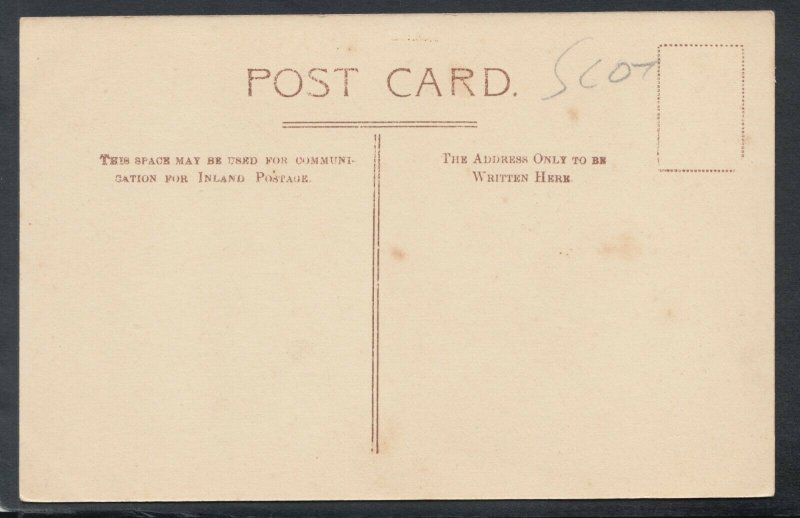 POST CARD.
SCOT
THIS SPACE MAY BE USED FOR COMMUNI-
CATION FOR INLAND POSTAGE.
THE ADDRESS ONLY TO BE
WRITTEN HERE.